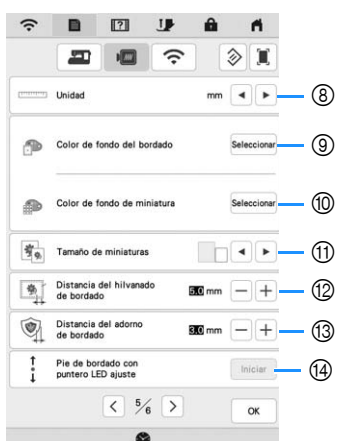 Unidad mm ⑧
Color de fondo del bordado Seleccionar ⑨
Color de fondo de miniatura Seleccionar ⑩
Tamaño de miniaturas ⑪
Distancia del hilvanado
de bordado 5.0 mm ⑫
Distancia del adorno
de bordado 3.0 mm ⑬
Pie de bordado con
puntero LED ajuste Iniciar ⑭
5/6 OK